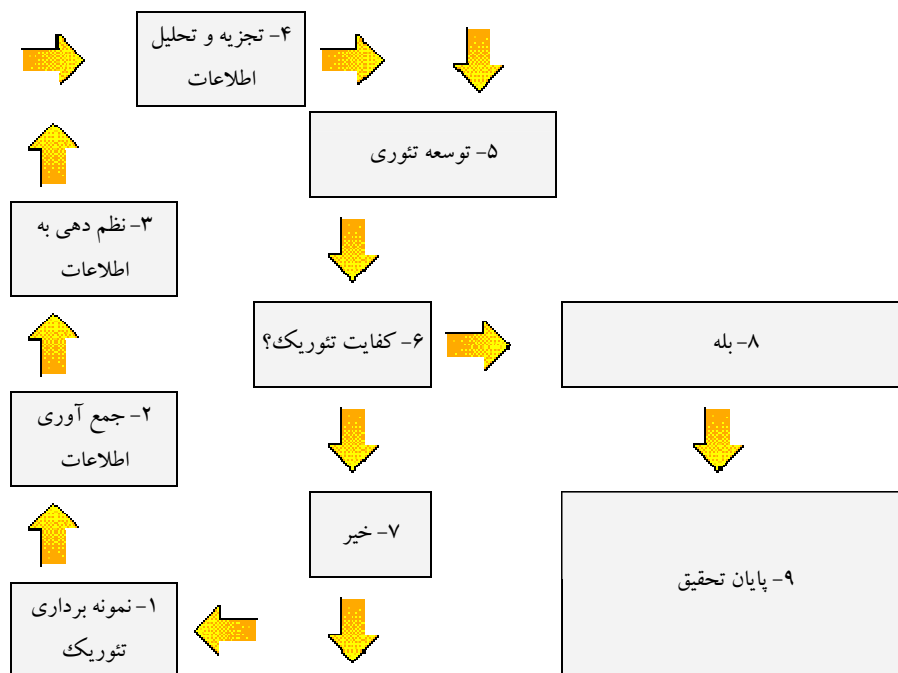 ۴- تجزیه و تحلیل
اطلاعات
۵- توسعه تئوری
۳- نظم دهی به
اطلاعات
۶- کفایت تئوریک؟
۸- بله
۲- جمع آوری
اطلاعات
۷- خیر
۹- پایان تحقیق
۱- نمونه برداری
تئوریک